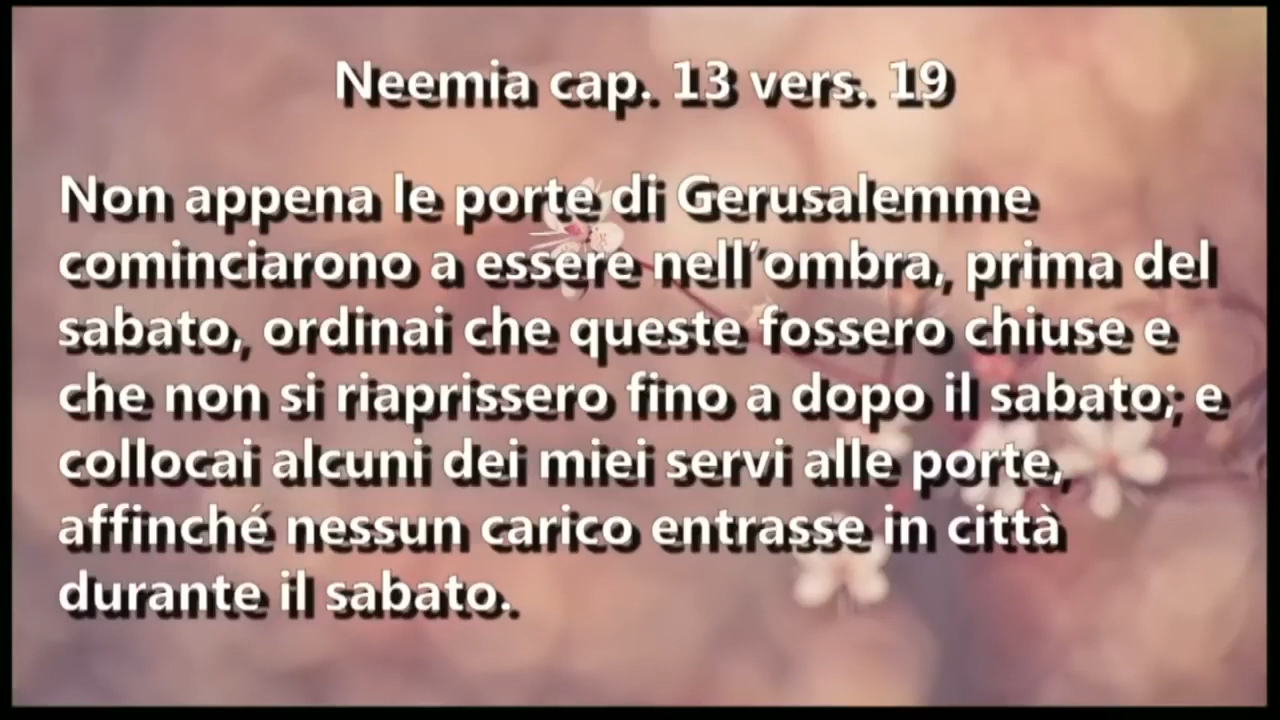 Neemia cap. 13 vers. 19
Non appena le porte di Gerusalemme
cominciarono a essere nell’ombra, prima del
sabato, ordinai che queste fossero chiuse e
che non si riaprissero fino a dopo il sabato; e
collocai alcuni dei miei servi alle porte,
affinché nessun carico entrasse in città
durante il sabato.